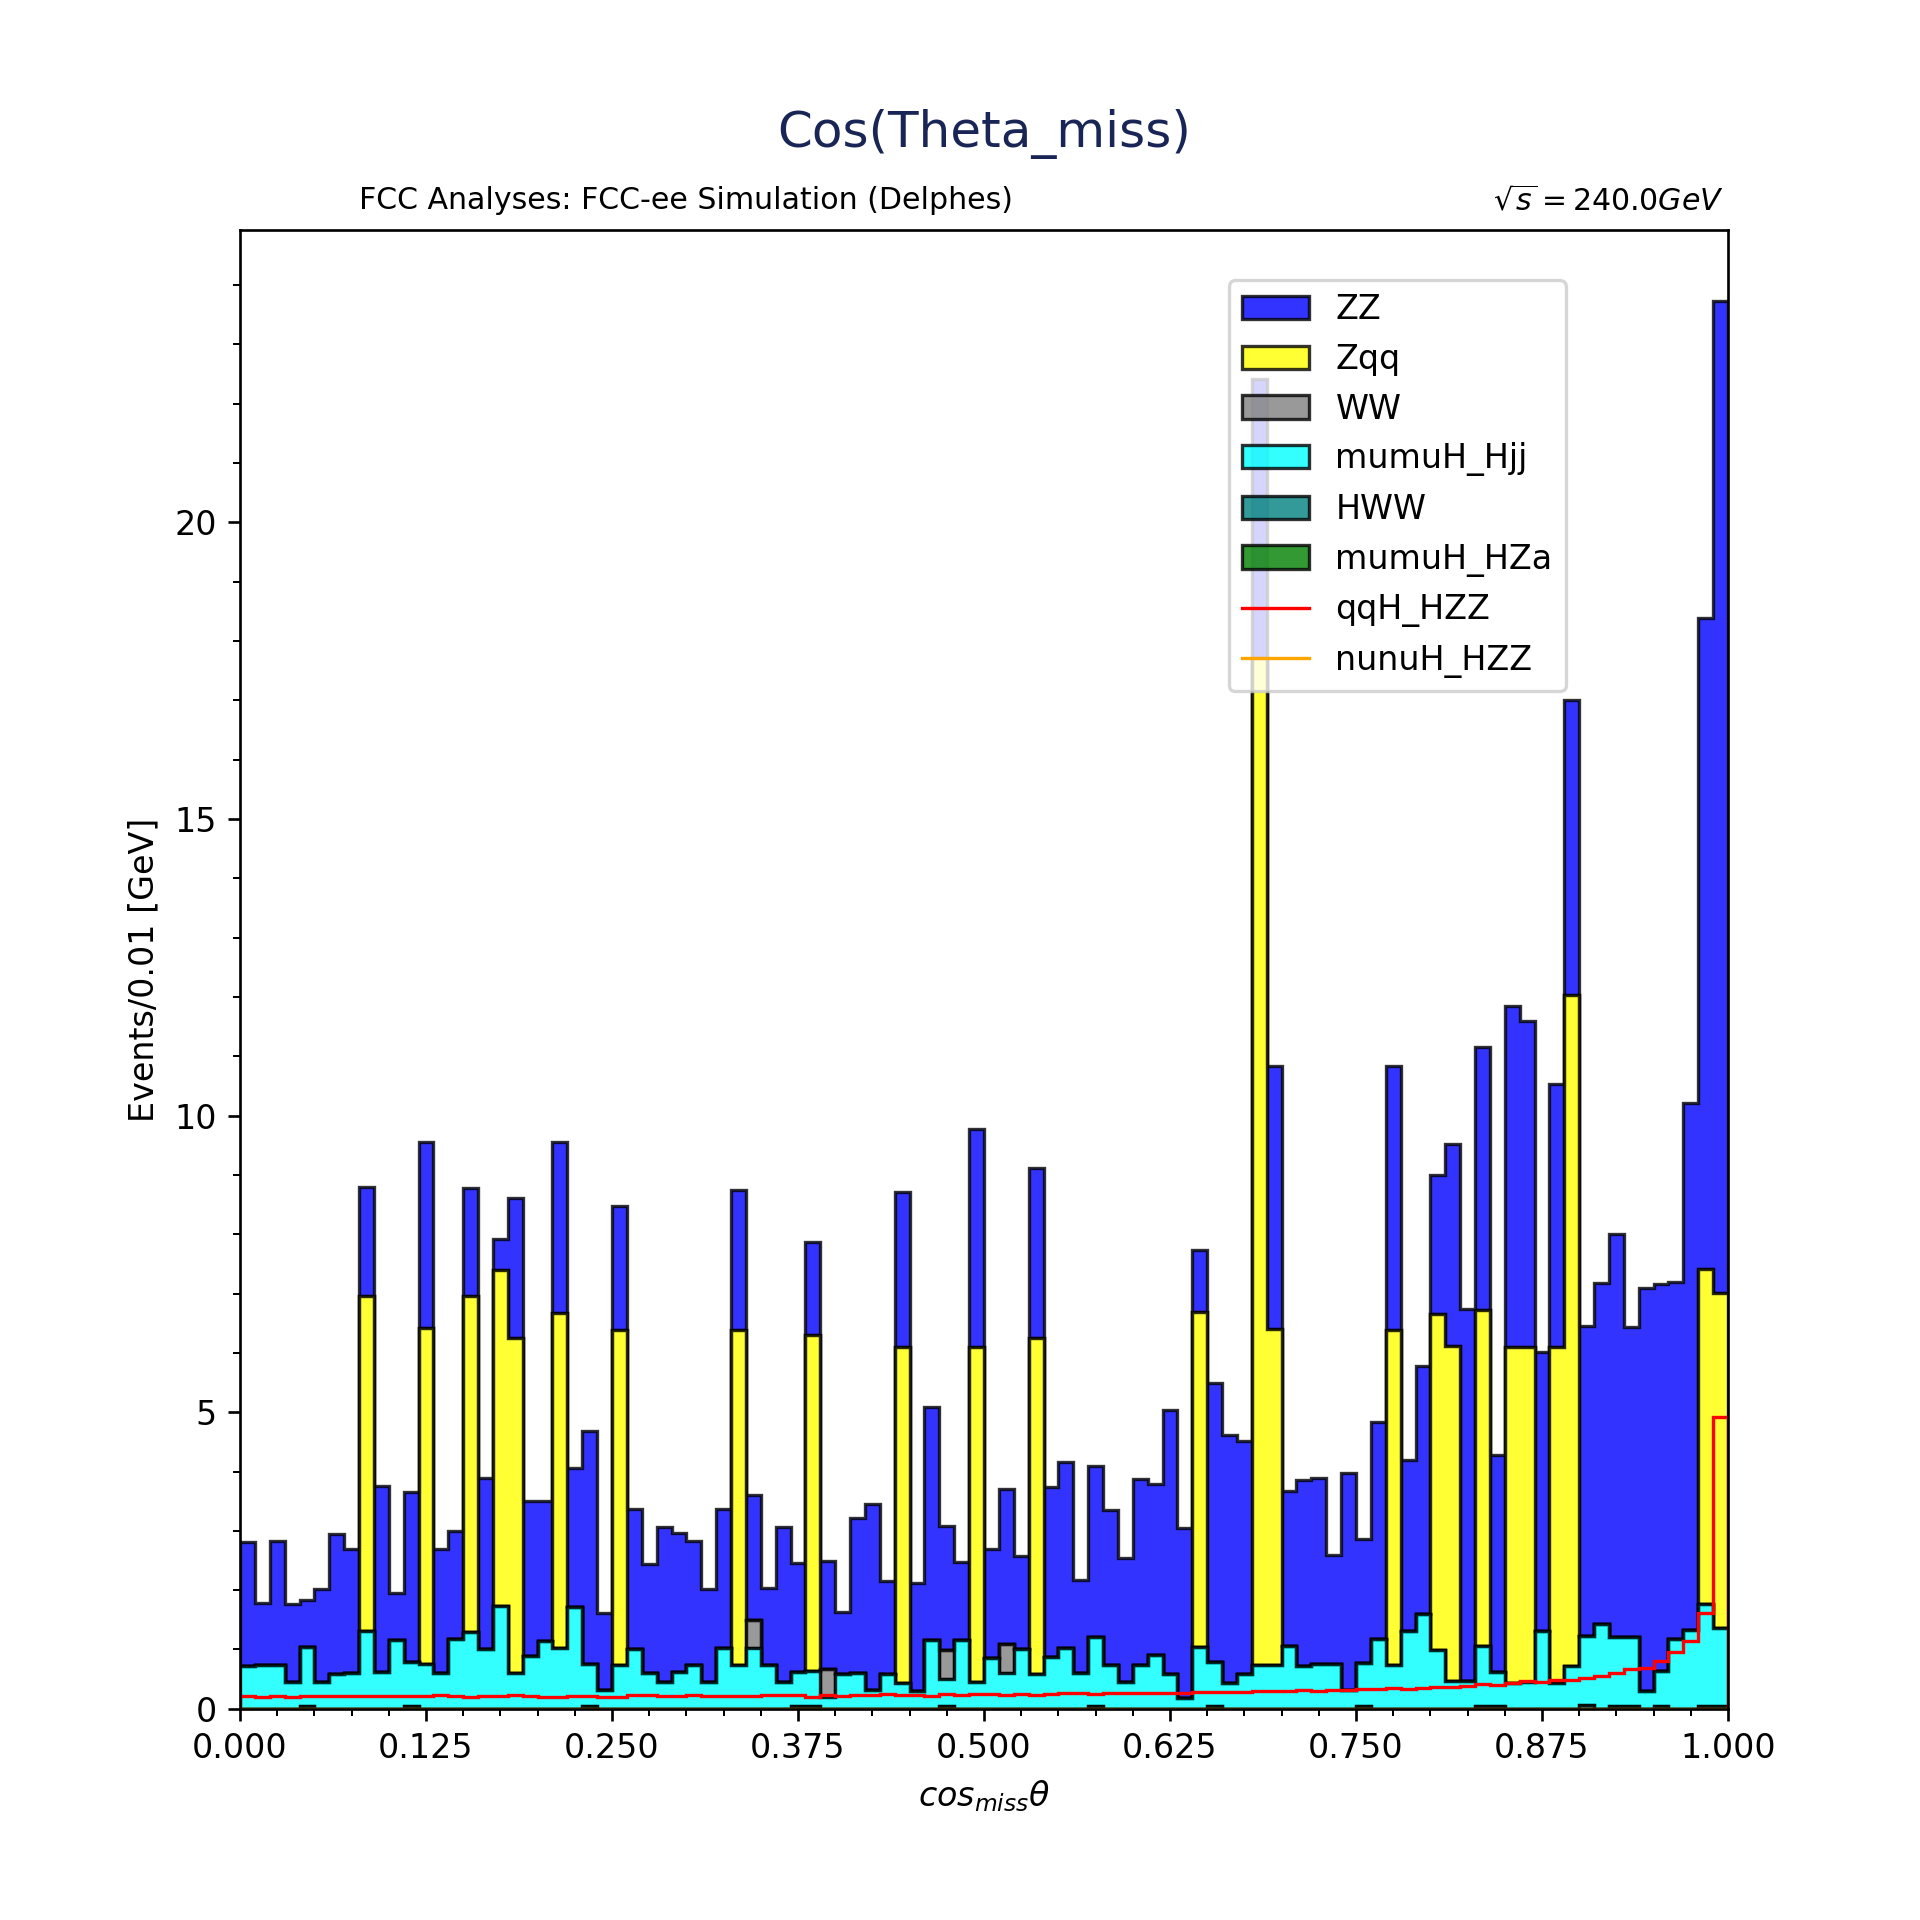 Cos(Theta_miss)
FCC Analyses: FCC-ee Simulation (Delphes)
√s = 240.0GeV
ZZ
Zqq
WW
mumuH_Hjj
HWW
mumuH_HZa
qqH_HZZ
nunuH_HZZ
Events/0.01 [GeV]
20
15
10
5
0
0.000 0.125 0.250 0.375 0.500 0.625 0.750 0.875 1.000
cos_miss θ